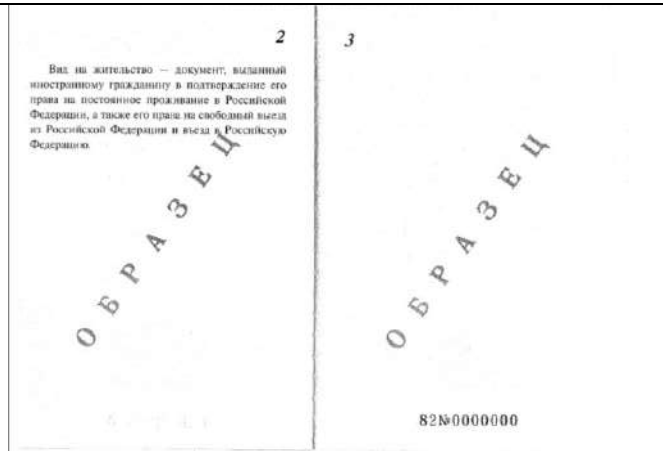 2
Вид на жительство — документ, выданный
иностранному гражданину в подтверждение его
права на постоянное проживание в Российской
Федерации, а также его права на свободный выезд
из Российской Федерации и въезд в Российскую
Федерацию.
ОБРАЗЕЦ
3
ОБРАЗЕЦ
82№0000000